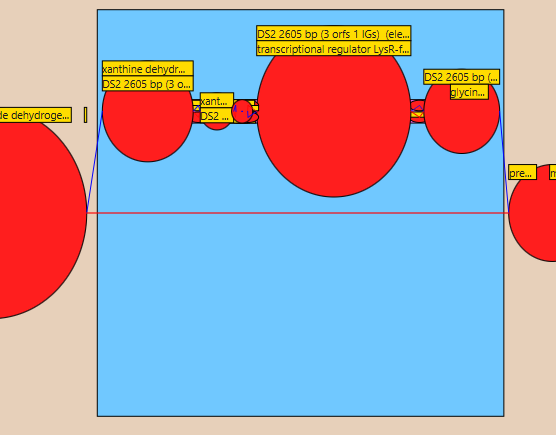 DS2 2605 bp (3 orfs 1 IGs) (ele...
transcriptional regulator LysR-f...
xanthine dehydr...
DS2 2605 bp (3 o...
DS2 2605 bp (...
glycin...
xant...
DS2 ...
de dehydroge...
pre...